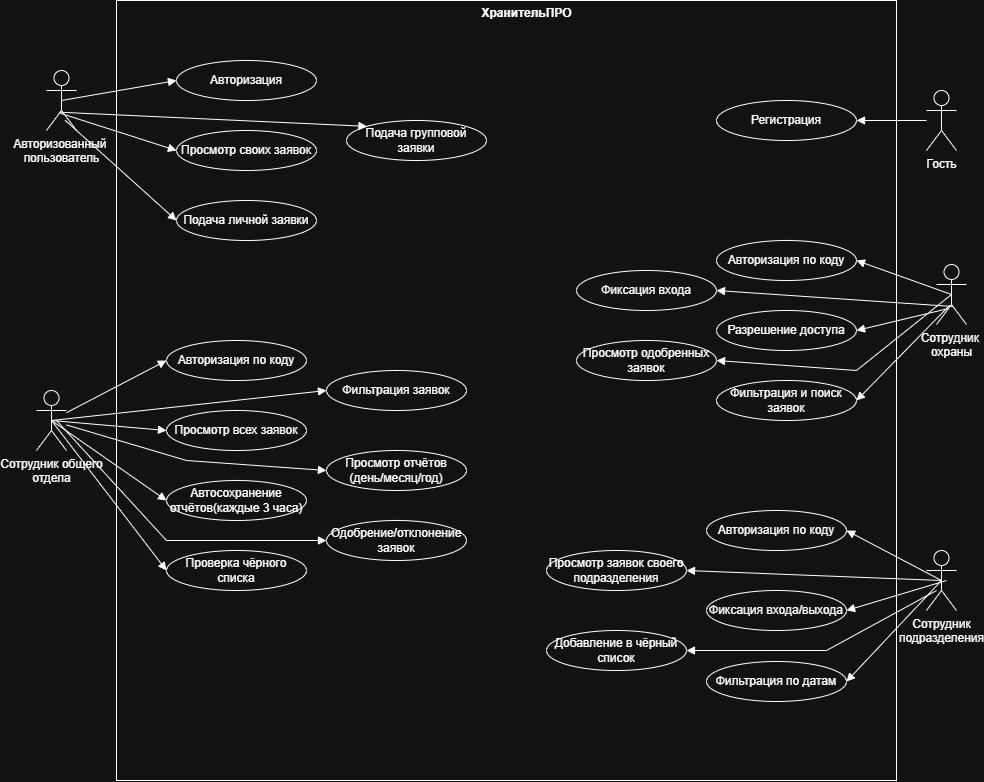 ХранительПРО
Авторизация
Подача групповой
заявки
Авторизованный
пользователь
Просмотр своих заявок
Подача личной заявки
Регистрация
Гость
Авторизация по коду
Фиксация входа
Разрешение доступа
Просмотр одобренных
заявок
Фильтрация и поиск
заявок
Сотрудник
охраны
Авторизация по коду
Фильтрация заявок
Просмотр всех заявок
Просмотр отчётов
(день/месяц/год)
Сотрудник общего
отдела
Автосохранение
отчётов(каждые 3 часа)
Одобрение/отклонение
заявок
Проверка чёрного
списка
Авторизация по коду
Просмотр заявок своего
подразделения
Фиксация входа/выхода
Сотрудник
подразделения
Добавление в чёрный
список
Фильтрация по датам